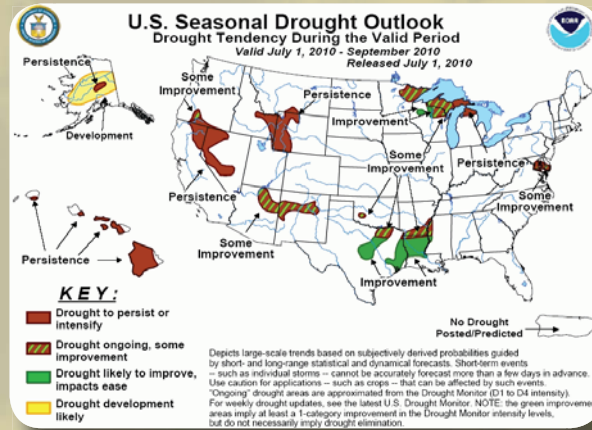 U.S. Seasonal Drought Outlook
Drought Tendency During the Valid Period
Valid July 1, 2010 - September 2010
Released July 1, 2010
NOAA
Persistence
Development
Some
Improvement
Persistence
Improvement
Some
Improvement
Persistence
Some
Improvement
Persistence
Some
Improvement
Improvement
Persistence
KEY:
Drought to persist or
intensify
Drought ongoing, some
improvement
Drought likely to improve,
impacts ease
Drought development
likely
No Drought
Posted/Predicted
Depicts large-scale trends based on subjectively derived probabilities guided
by short- and long-range statistical and dynamical forecasts. Short-term events
-- such as individual storms -- cannot be accurately forecast more than a few days in advance.
Use caution for applications -- such as crops -- that can be affected by such events.
"Ongoing" drought areas are approximated from the Drought Monitor (D1 to D4 intensity).
For weekly drought updates, see the latest U.S. Drought Monitor. NOTE: the green improvement
areas imply at least a 1-category improvement in the Drought Monitor intensity levels,
but do not necessarily imply drought elimination.